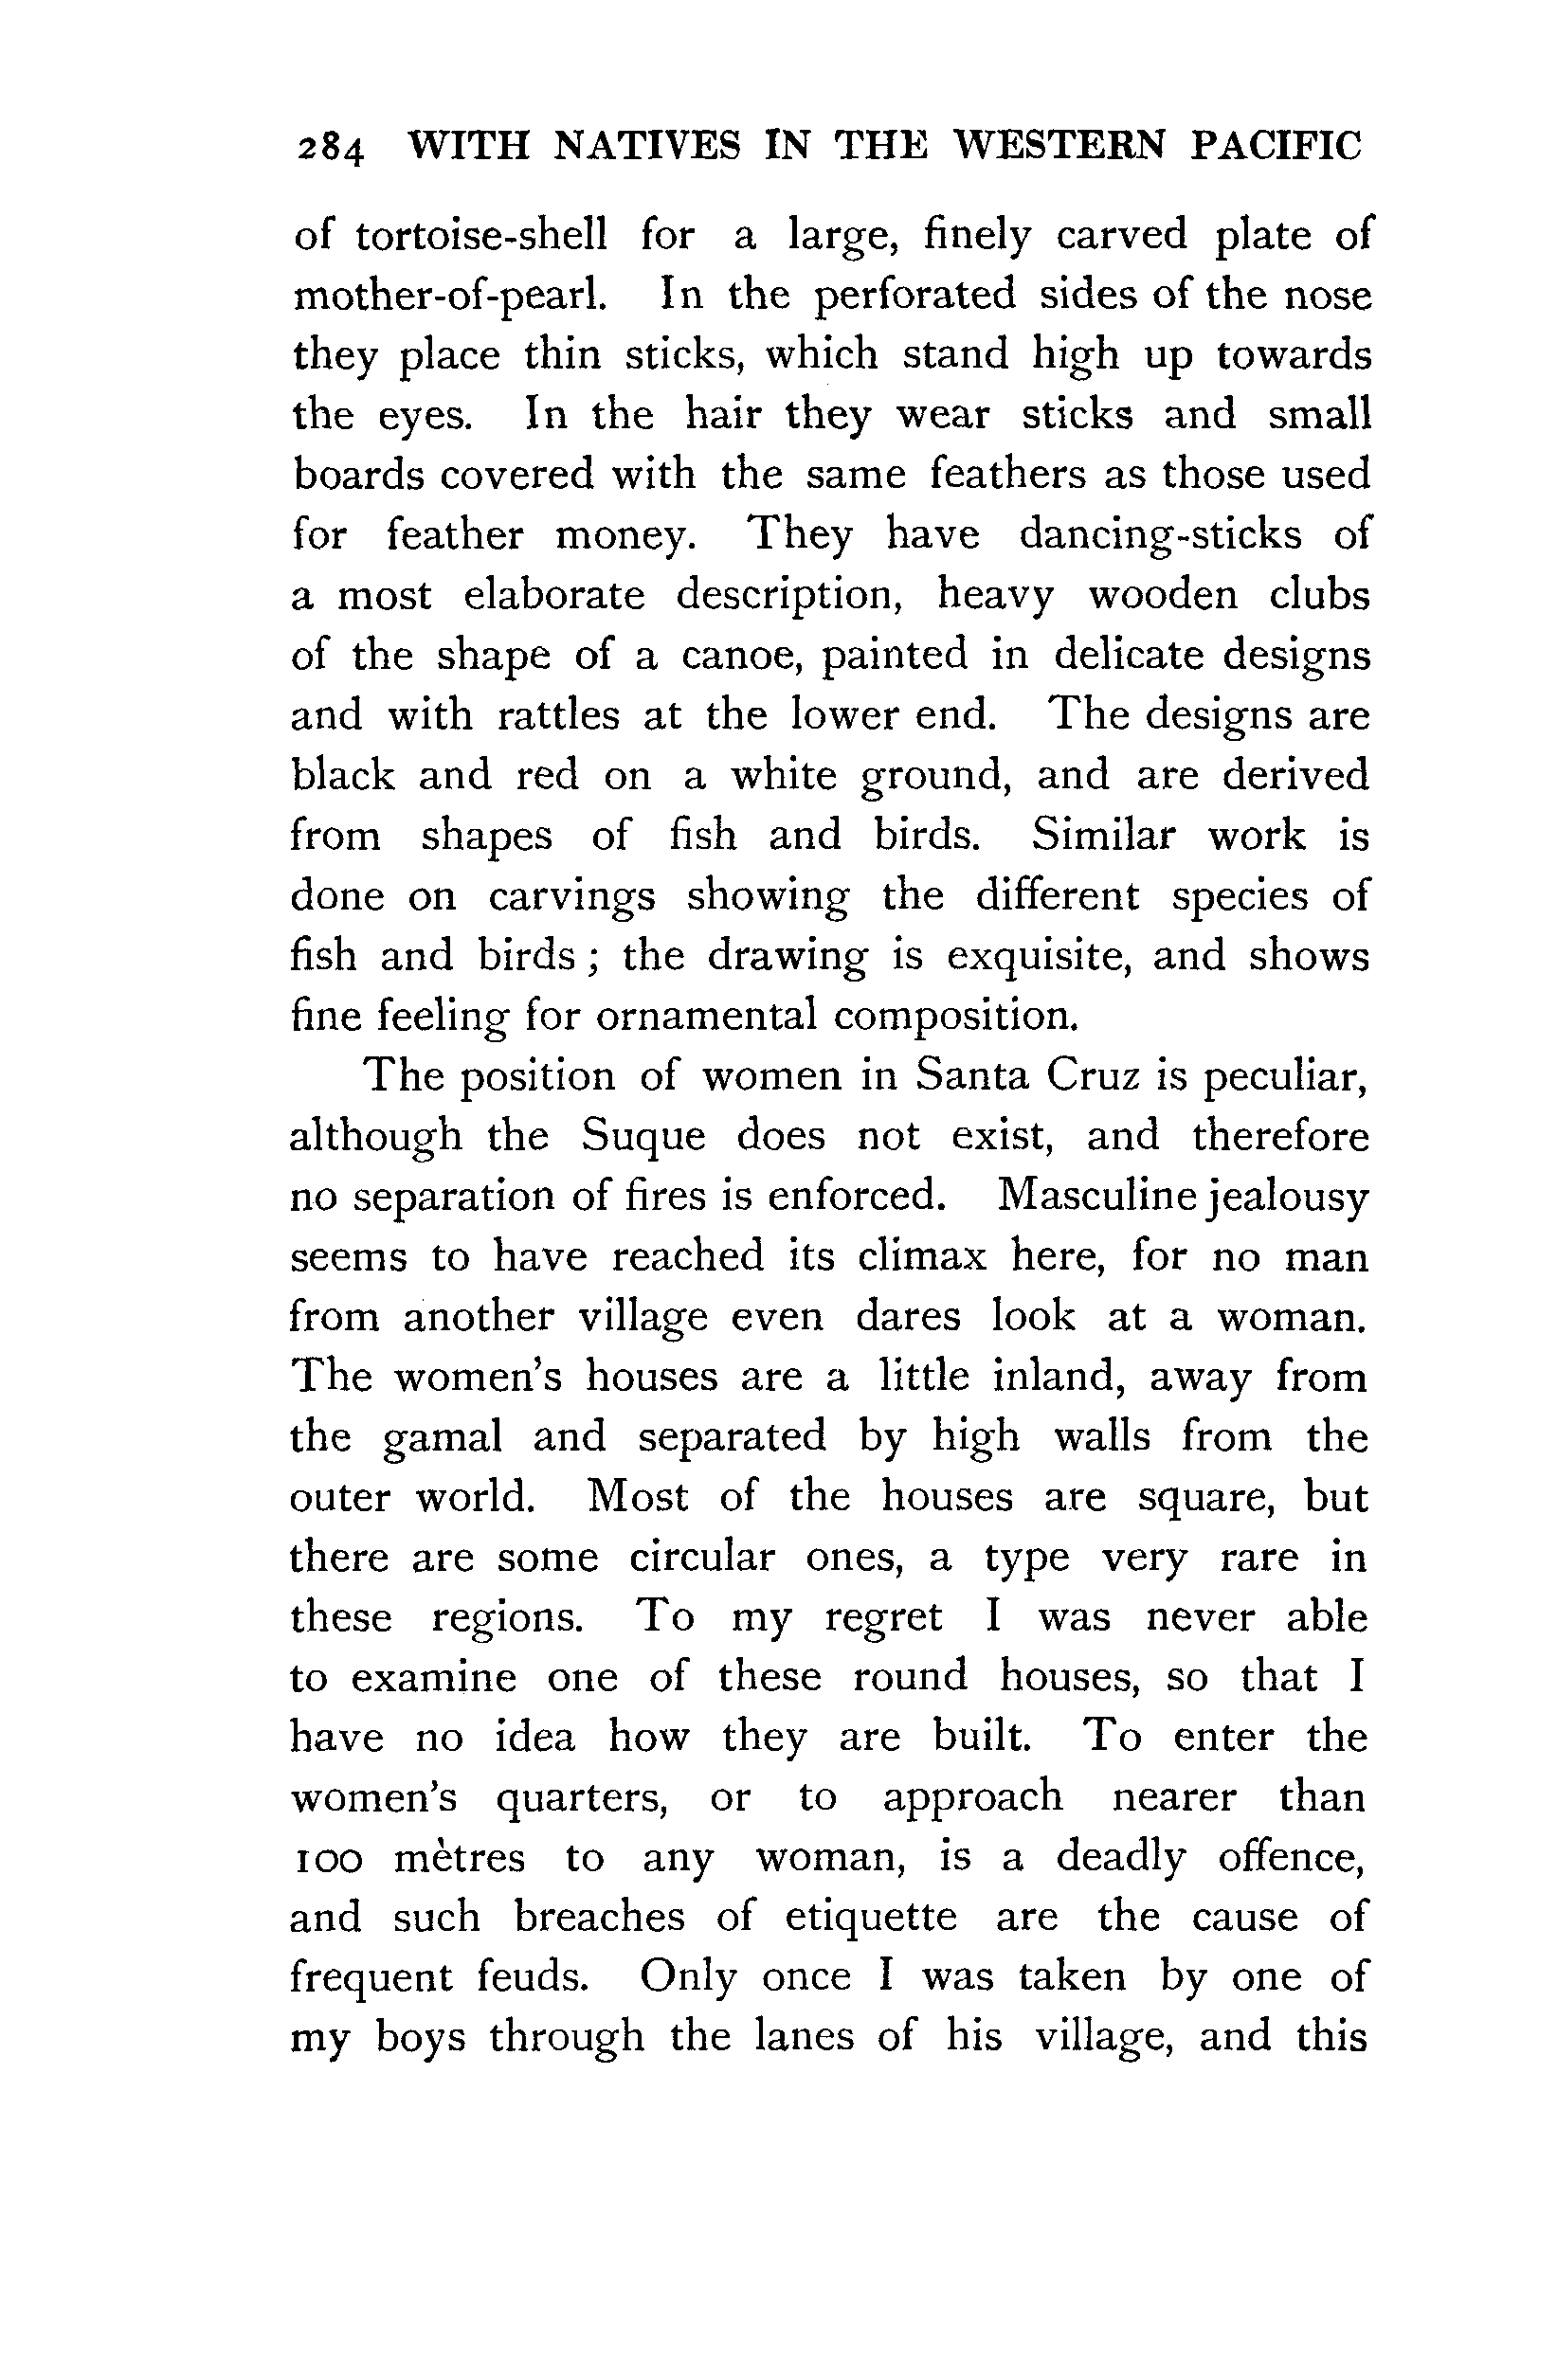 284 WITH NATIVES IN THE WESTERN PACIFIC
of tortoise-shell for a large, finely carved plate of
mother-of-pearl. In the perforated sides of the nose
they place thin sticks, which stand high up towards
the eyes. In the hair they wear sticks and small
boards covered with the same feathers as those used
for feather money. They have dancing-sticks of
a most elaborate description, heavy wooden clubs
of the shape of a canoe, painted in delicate designs
and with rattles at the lower end. The designs are
black and red on a white ground, and are derived
from shapes of fish and birds. Similar work is
done on carvings showing the different species of
fish and birds; the drawing is exquisite, and shows
fine feeling for ornamental composition.
The position of women in Santa Cruz is peculiar,
although the Suque does not exist, and therefore
no separation of fires is enforced. Masculine jealousy
seems to have reached its climax here, for no man
from another village even dares look at a woman.
The women's houses are a little inland, away from
the gamal and separated by high walls from the
outer world. Most of the houses are square, but
there are some circular ones, a type very rare in
these regions. To my regret I was never able
to examine one of these round houses, so that I
have no idea how they are built. To enter the
women's quarters, or to approach nearer than
100 mètres to any woman, is a deadly offence,
and such breaches of etiquette are the cause of
frequent feuds. Only once I was taken by one of
my boys through the lanes of his village, and this